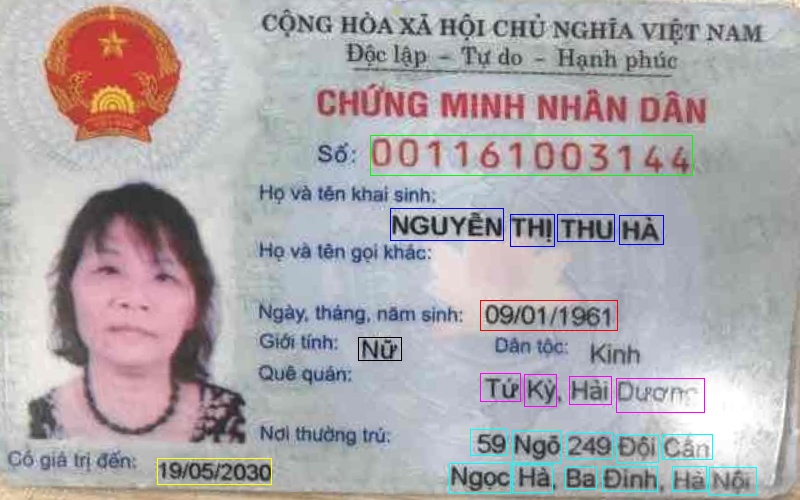 CỘNG HÒA XÃ HỘI CHỦ NGHĨA VIỆT NAM
Độc lập – Tự do – Hạnh phúc
CHỨNG MINH NHÂN DÂN
Số: 001161003144
Họ và tên khai sinh:
NGUYỄN THỊ THU HÀ
Họ và tên gọi khác:
Ngày, tháng, năm sinh: 09/01/1961
Giới tính: Nữ Dân tộc: Kinh
Quê quán:
Tứ Kỳ, Hải Dương
Nơi thường trú:
59 Ngõ 249 Đội Cấn
Ngọc Hà, Ba Đình, Hà Nội
Có giá trị đến: 19/05/2030